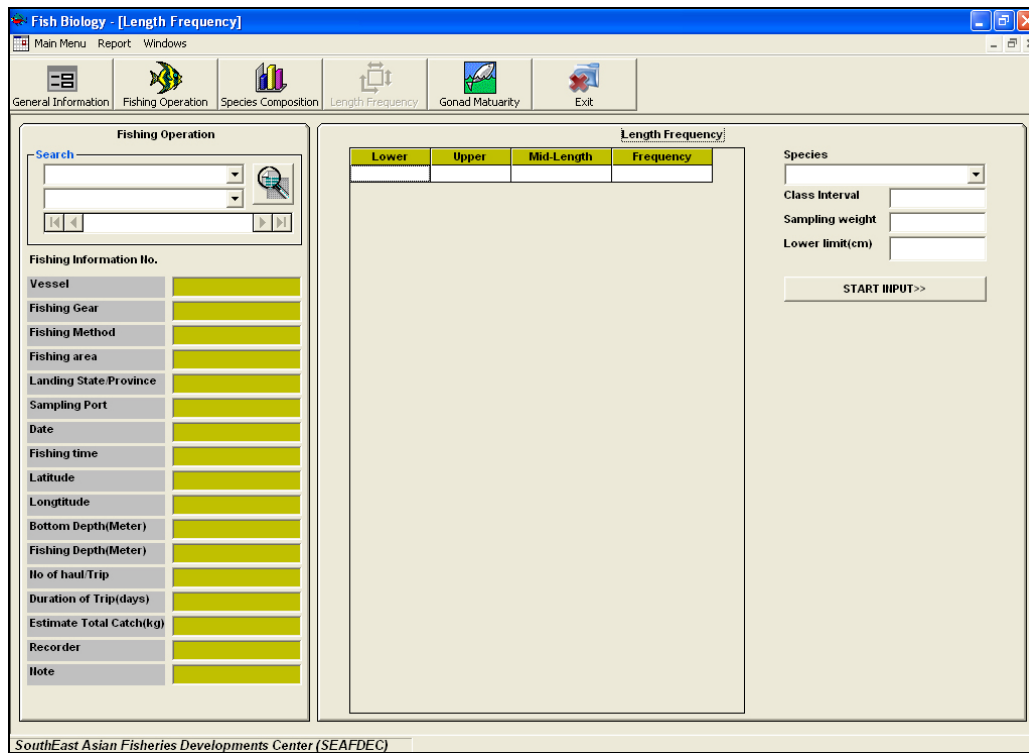 Fish Biology - [Length Frequency]
Main Menu Report Windows
General Information Fishing Operation Species Composition Length Frequency Gonad Matuarity Exit
Fishing Operation
Search
Fishing Information No.
Vessel
Fishing Gear
Fishing Method
Fishing area
Landing State/Province
Sampling Port
Date
Fishing time
Latitude
Longtitude
Bottom Depth(Meter)
Fishing Depth(Meter)
No of haul/Trip
Duration of Trip(days)
Estimate Total Catch(kg)
Recorder
Note
Length Frequency
Lower Upper Mid-Length Frequency
Species
Class Interval
Sampling weight
Lower limit(cm)
START INPUT>>
SouthEast Asian Fisheries Developments Center (SEAFDEC)